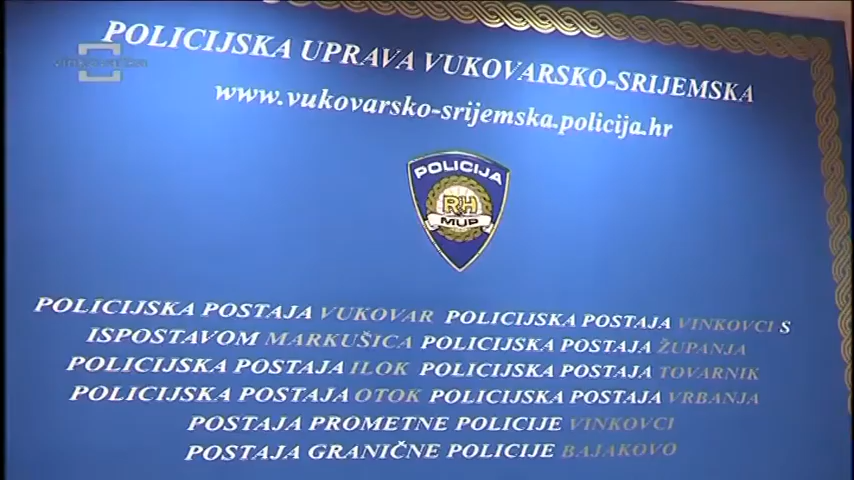 POLICIJSKA UPRAVA VUKOVARSKO-SRIJEMSKA
www.vukovarsko-srijemska.policija.hr
POLICIJA
RH
MUP
POLICIJSKA POSTAJA VUKOVAR POLICIJSKA POSTAJA VINKOVCI S
ISPOSTAVOM MARKUŠICA POLICIJSKA POSTAJA ŽUPANJA
POLICIJSKA POSTAJA ILOK POLICIJSKA POSTAJA TOVARNIK
POLICIJSKA POSTAJA OTOK POLICIJSKA POSTAJA VRBANJA
POSTAJA PROMETNE POLICIJE VINKOVCI
POSTAJA GRANIČNE POLICIJE BAJAKOVO